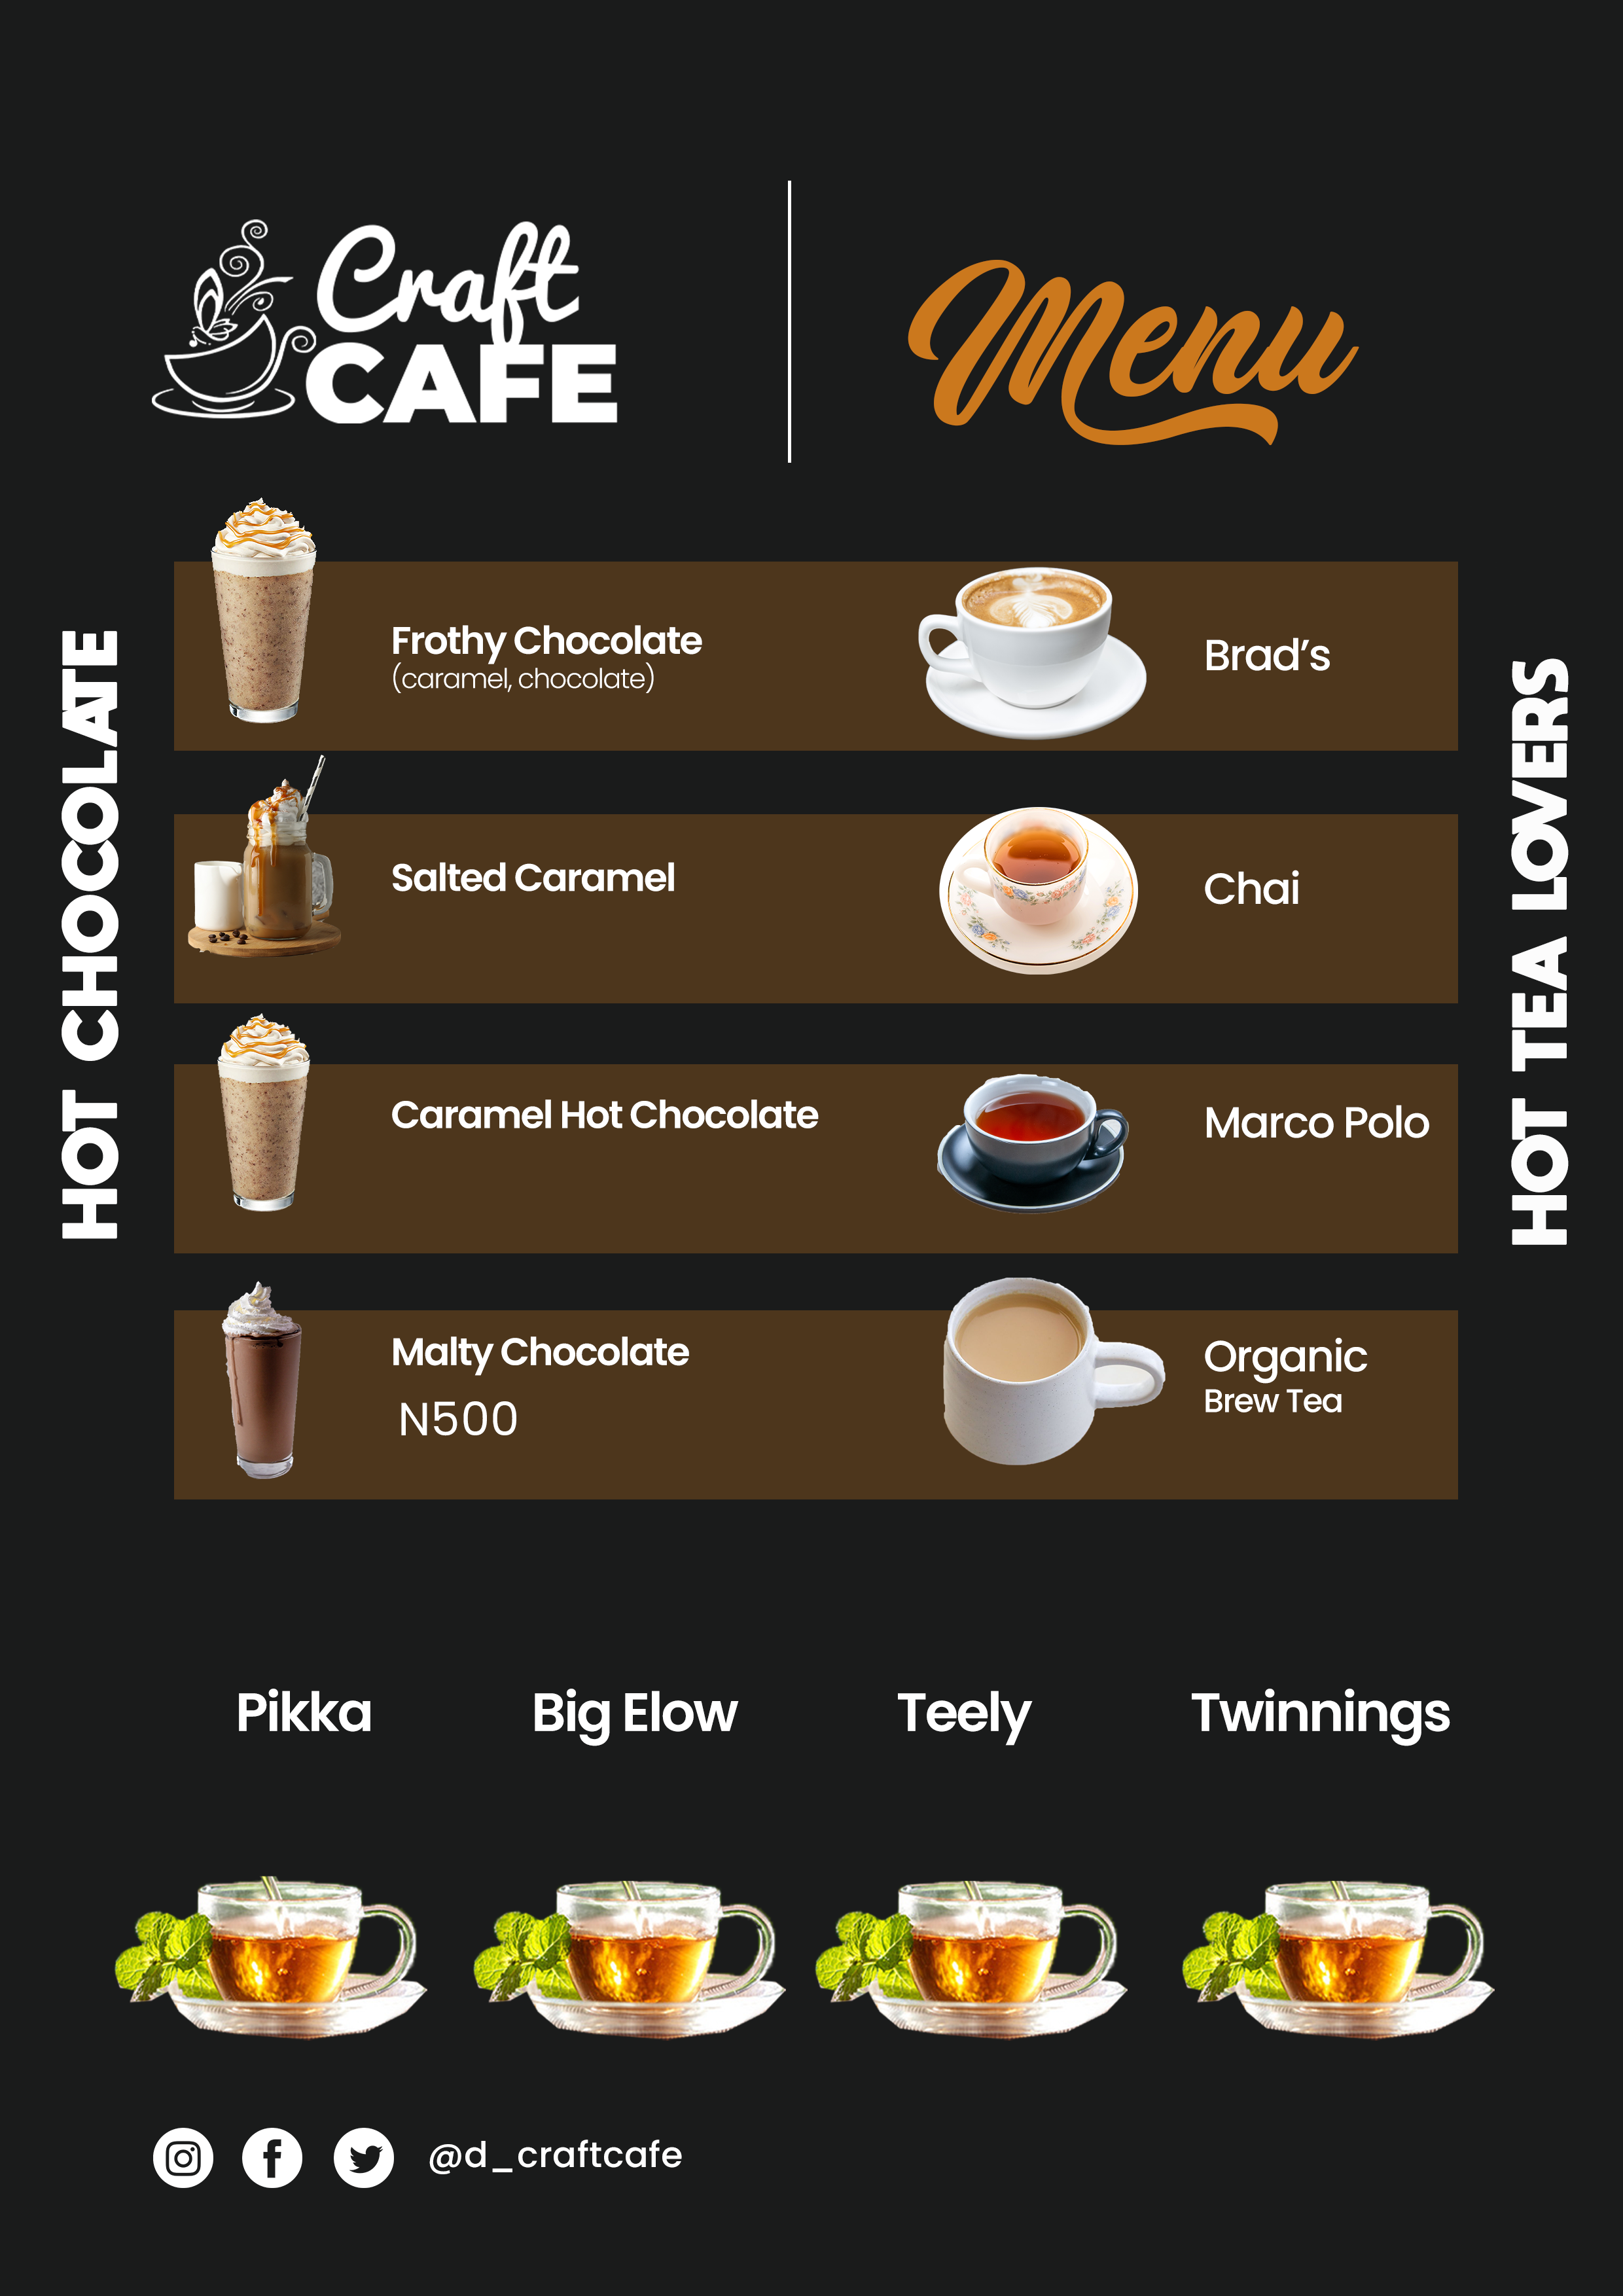 Craft
CAFE
Menu
HOT CHOCOLATE
Frothy Chocolate
(caramel, chocolate)
Salted Caramel
Caramel Hot Chocolate
Malty Chocolate
N500
HOT TEA LOVERS
Brad’s
Chai
Marco Polo
Organic
Brew Tea
Pikka
Big Elow
Teely
Twinnings
@d_craftcafe